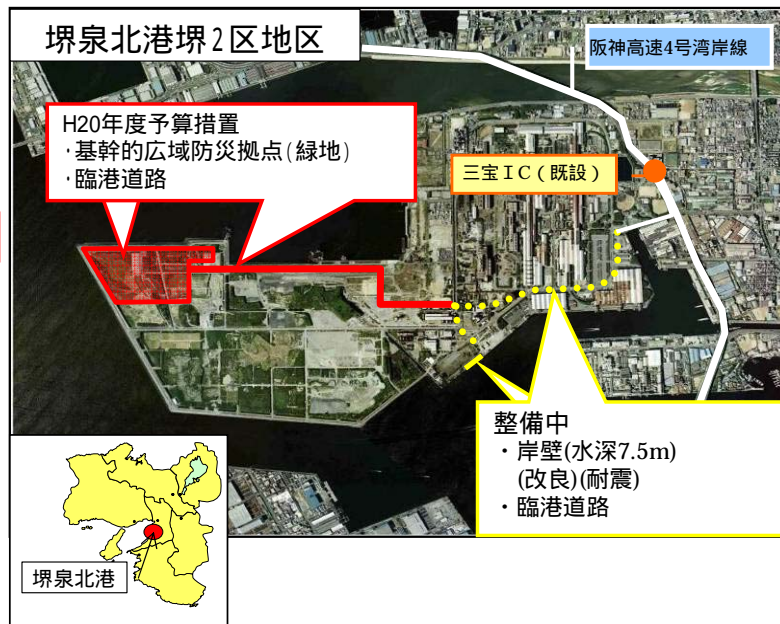 堺泉北港堺2区地区
阪神高速4号湾岸線
H20年度予算措置
・基幹的広域防災拠点(緑地)
・臨港道路
三宝IC(既設)
整備中
・岸壁(水深7.5m)
(改良)(耐震)
・臨港道路
堺泉北港